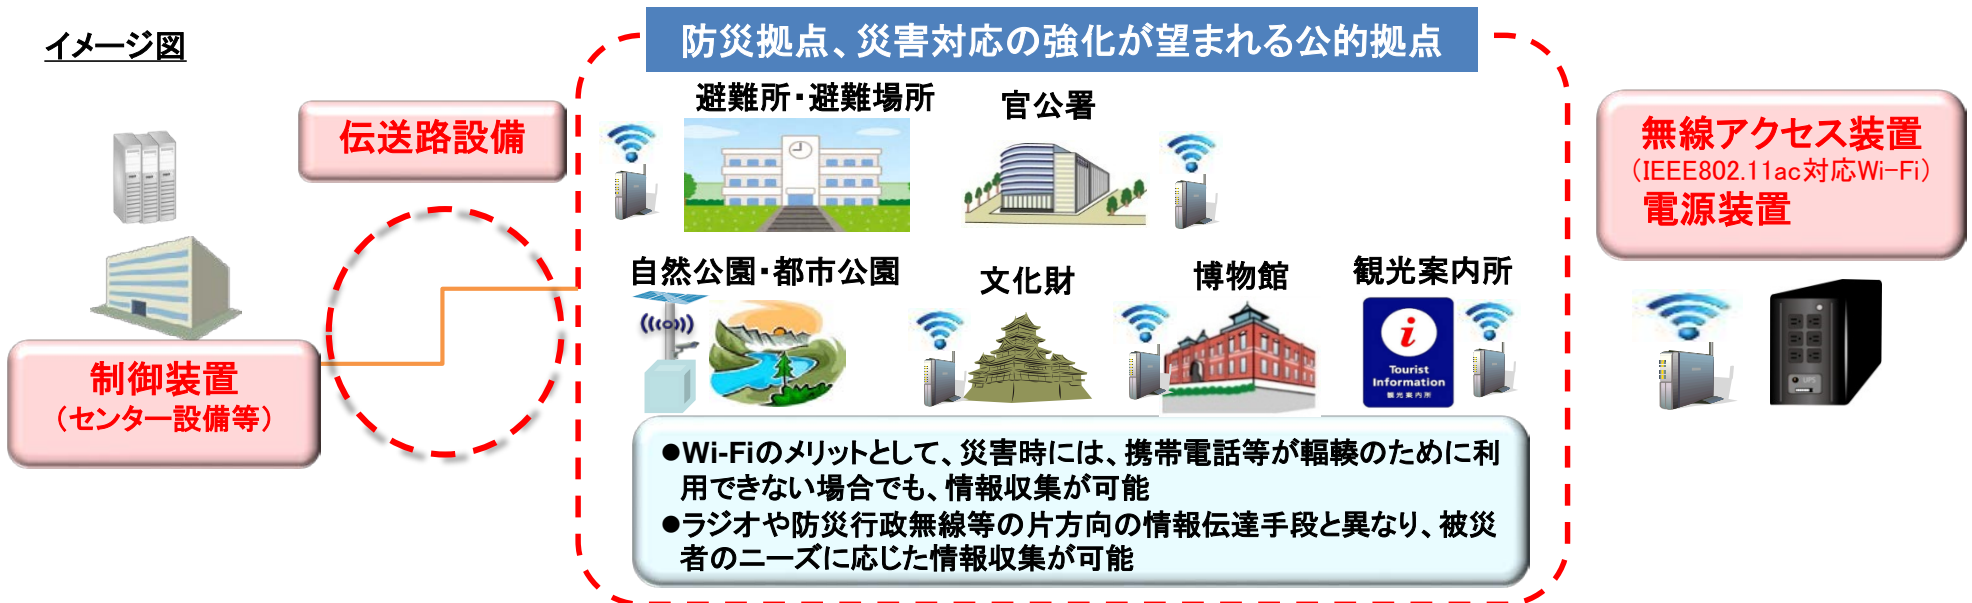 イメージ図
防災拠点、災害対応の強化が望まれる公的拠点
伝送路設備
避難所・避難場所
官公署
無線アクセス装置
(IEEE802.11ac対応Wi-Fi)
電源装置
自然公園・都市公園
文化財
博物館
観光案内所
i
Tourist
Information
観光案内所
UPS
制御装置
(センター設備等)
●Wi-Fiのメリットとして、災害時には、携帯電話等が輻輳のために利
用できない場合でも、情報収集が可能
●ラジオや防災行政無線等の片方向の情報伝達手段と異なり、被災
者のニーズに応じた情報収集が可能